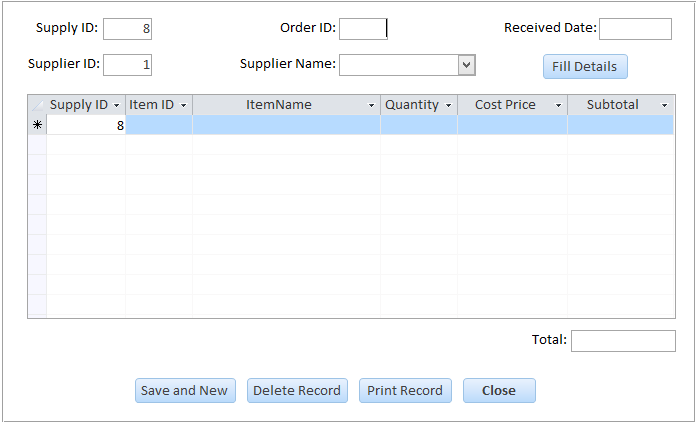 Supply ID: 8 Order ID: Received Date:
Supplier ID: 1 Supplier Name: Fill Details
Supply ID Item ID ItemName Quantity Cost Price Subtotal
8
Total:
Save and New Delete Record Print Record Close